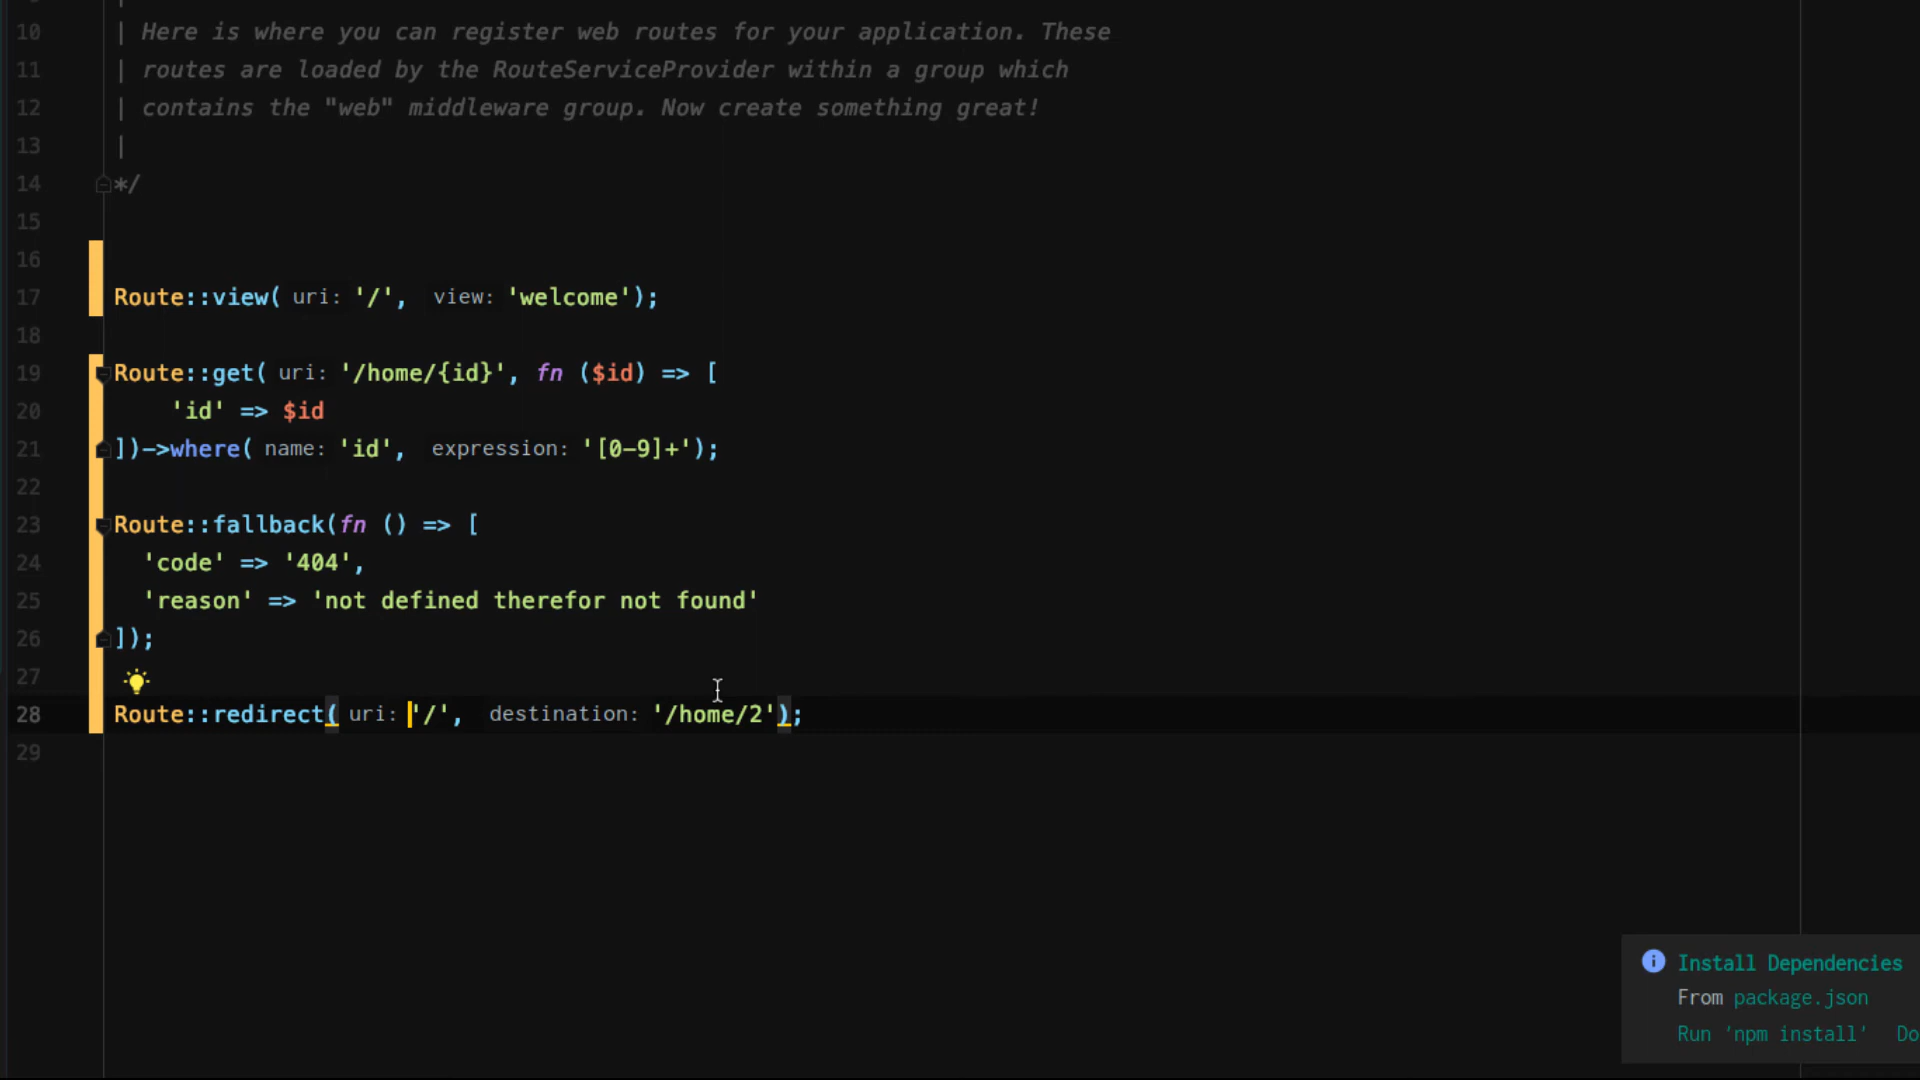 10 | Here is where you can register web routes for your application. These
11 | routes are loaded by the RouteServiceProvider within a group which
12 | contains the "web" middleware group. Now create something great!
13 |
14 */
15
16
17 Route::view( uri: '/', view: 'welcome');
18
19 Route::get( uri: '/home/{id}', fn ($id) => [
20 'id' => $id
21 ])->where( name: 'id', expression: '[0-9]+');
22
23 Route::fallback(fn () => [
24 'code' => '404',
25 'reason' => 'not defined therefor not found'
26 ]);
27
28 Route::redirect( uri: '/', destination: '/home/2');
29
Install Dependencies
From package.json
Run 'npm install' Do